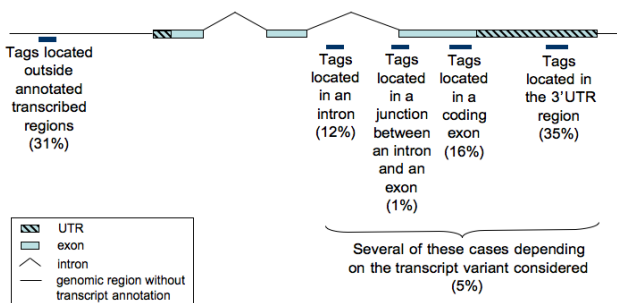 Tags located
outside
annotated
transcribed
regions
(31%)
Tags
located
in an
intron
(12%)
Tags
located
in a
junction
between
an intron
and an
exon
(1%)
Tags
located
in a
coding
exon
(16%)
Tags
located in
the 3'UTR
region
(35%)
Several of these cases depending
on the transcript variant considered
(5%)
UTR
exon
intron
genomic region without
transcript annotation